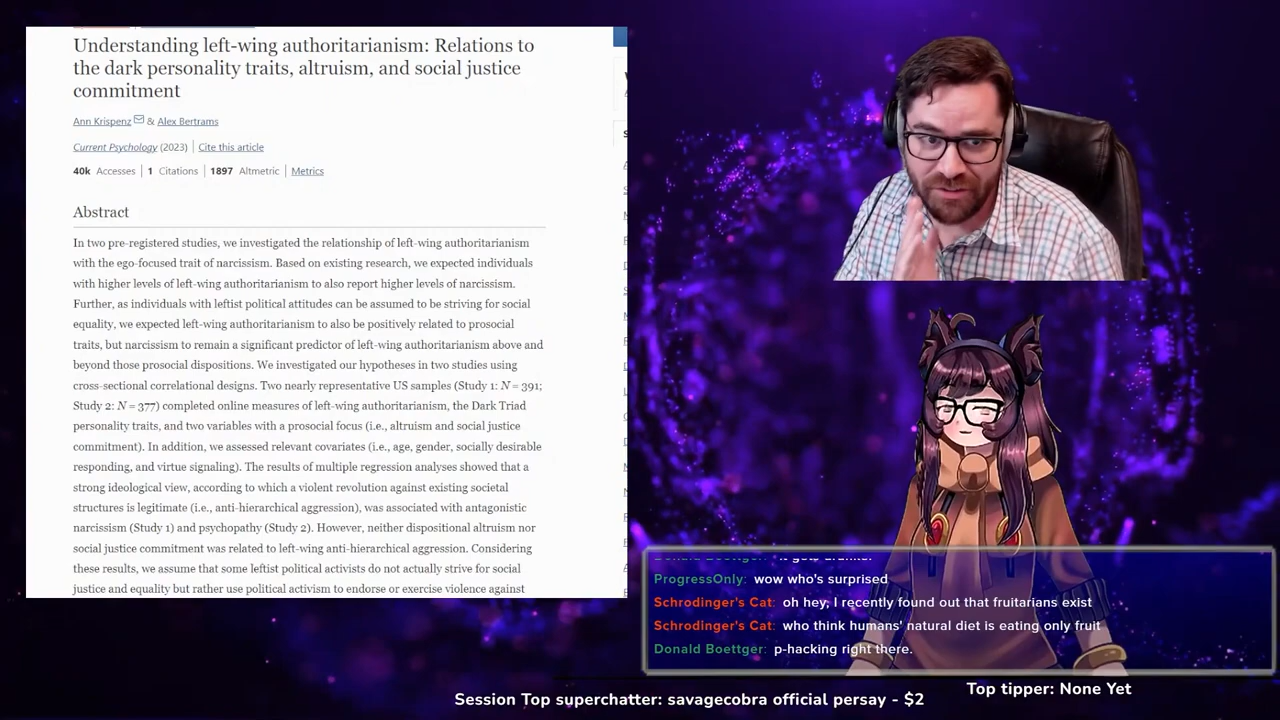 Understanding left-wing authoritarianism: Relations to
the dark personality traits, altruism, and social justice
commitment
Ann Krispenz & Alex Bertrams
Current Psychology (2023) | Cite this article
40k Accesses | 1 Citations | 1897 Altmetric | Metrics
Abstract
In two pre-registered studies, we investigated the relationship of left-wing authoritarianism
with the ego-focused trait of narcissism. Based on existing research, we expected individuals
with higher levels of left-wing authoritarianism to also report higher levels of narcissism.
Further, as individuals with leftist political attitudes can be assumed to be striving for social
equality, we expected left-wing authoritarianism to also be positively related to prosocial
traits, but narcissism to remain a significant predictor of left-wing authoritarianism above and
beyond those prosocial dispositions. We investigated our hypotheses in two studies using
cross-sectional correlational designs. Two nearly representative US samples (Study 1: N = 391;
Study 2: N = 377) completed online measures of left-wing authoritarianism, the Dark Triad
personality traits, and two variables with a prosocial focus (i.e., altruism and social justice
commitment). In addition, we assessed relevant covariates (i.e., age, gender, socially desirable
responding, and virtue signaling). The results of multiple regression analyses showed that a
strong ideological view, according to which a violent revolution against existing societal
structures is legitimate (i.e., anti-hierarchical aggression), was associated with antagonistic
narcissism (Study 1) and psychopathy (Study 2). However, neither dispositional altruism nor
social justice commitment was related to left-wing anti-hierarchical aggression. Considering
these results, we assume that some leftist political activists do not actually strive for social
justice and equality but rather use political activism to endorse or exercise violence against
ProgressOnly: wow who's surprised
Schrodinger's Cat: oh hey, I recently found out that fruitarians exist
Schrodinger's Cat: who think humans' natural diet is eating only fruit
Donald Boettger: p-hacking right there.
Session Top superchatter: savagecobra official persay - $2
Top tipper: None Yet